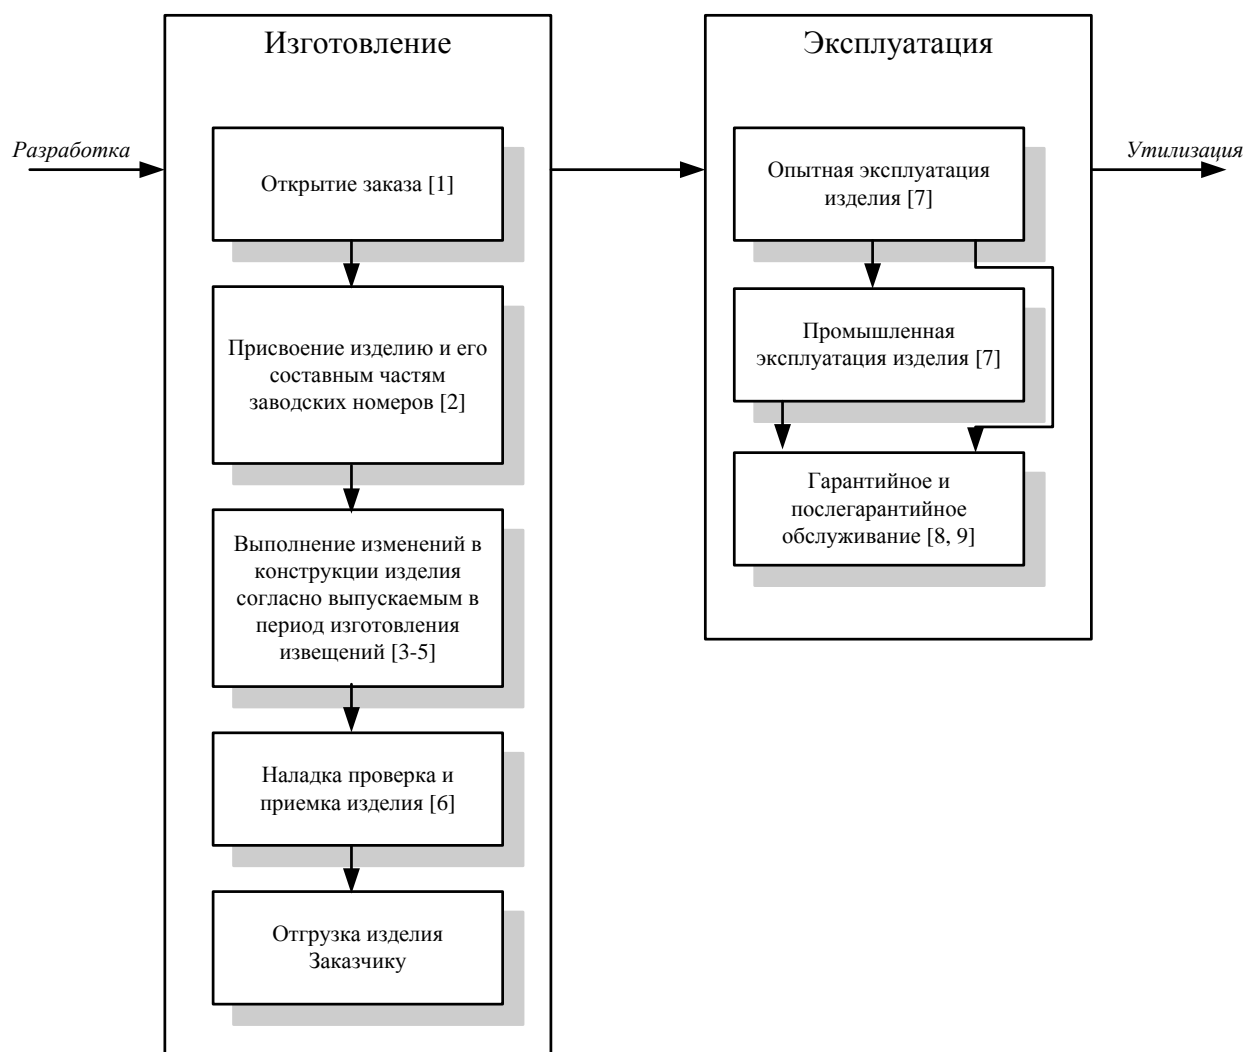 Разработка
Изготовление
Открытие заказа [1]
Присвоение изделию и его
составным частям
заводских номеров [2]
Выполнение изменений в
конструкции изделия
согласно выпускаемым в
период изготовления
извещений [3-5]
Наладка проверка и
приемка изделия [6]
Отгрузка изделия
Заказчику
Эксплуатация
Опытная эксплуатация
изделия [7]
Промышленная
эксплуатация изделия [7]
Гарантийное и
послегарантийное
обслуживание [8, 9]
Утилизация